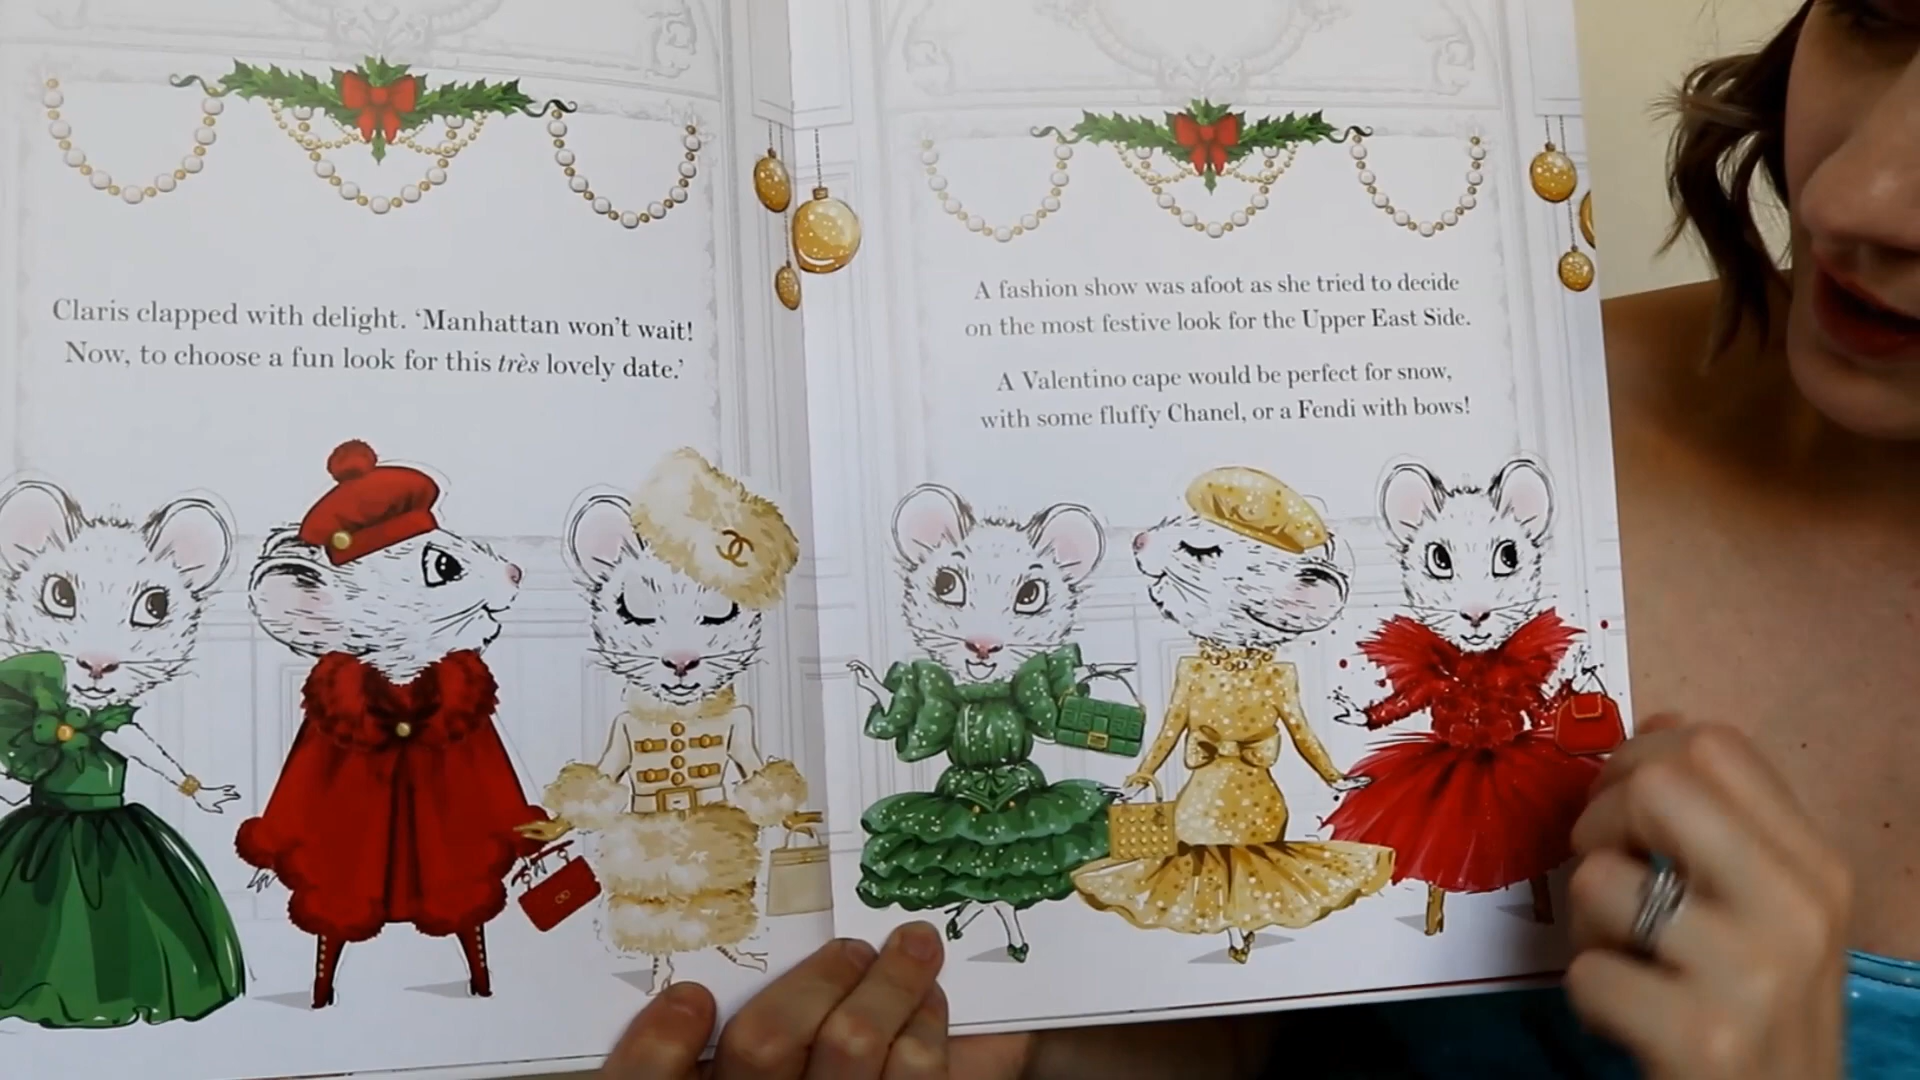 Claris clapped with delight. ‘Manhattan won’t wait!
Now, to choose a fun look for this très lovely date.’
A fashion show was afoot as she tried to decide
on the most festive look for the Upper East Side.
A Valentino cape would be perfect for snow,
with some fluffy Chanel, or a Fendi with bows!